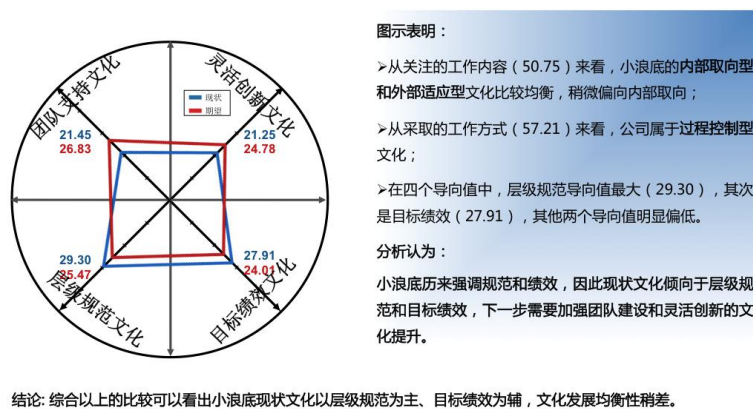 团队支持文化
灵活创新文化
现状
期望
21.45
26.83
21.25
24.78
29.30
25.47
27.91
24.01
层级规范文化
目标绩效文化
图示表明：
➢从关注的工作内容（50.75）来看，小浪底的内部取向型
和外部适应型文化比较均衡，稍微偏向内部取向；
➢从采取的工作方式（57.21）来看，公司属于过程控制型
文化；
➢在四个导向值中，层级规范导向值最大（29.30），其次
是目标绩效（27.91），其他两个导向值明显偏低。
分析认为：
小浪底历来强调规范和绩效，因此现状文化倾向于层级规
范和目标绩效，下一步需要加强团队建设和灵活创新的文
化提升。
结论: 综合以上的比较可以看出小浪底现状文化以层级规范为主、目标绩效为辅，文化发展均衡性稍差。